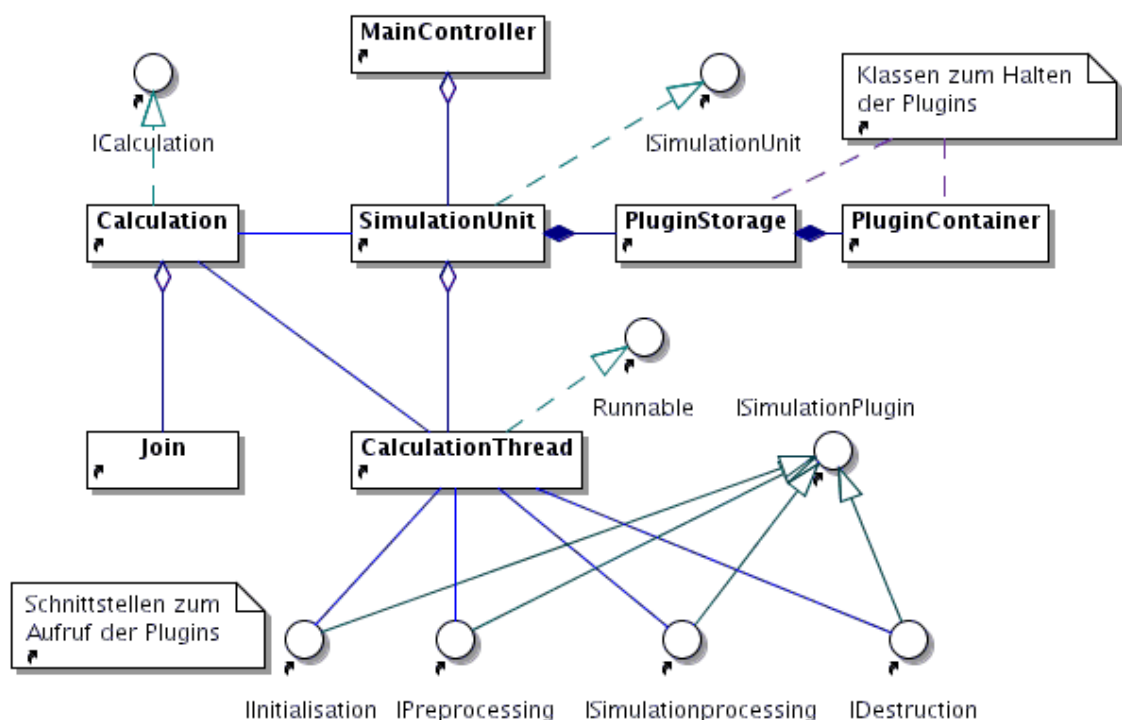 MainController
Klassen zum Halten
der Plugins
ICalculation
ISimulationUnit
Calculation
SimulationUnit
PluginStorage
PluginContainer
Runnable
ISimulationPlugin
Join
CalculationThread
Schnittstellen zum
Aufruf der Plugins
IInitialisation
IPreprocessing
ISimulationprocessing
IDestruction